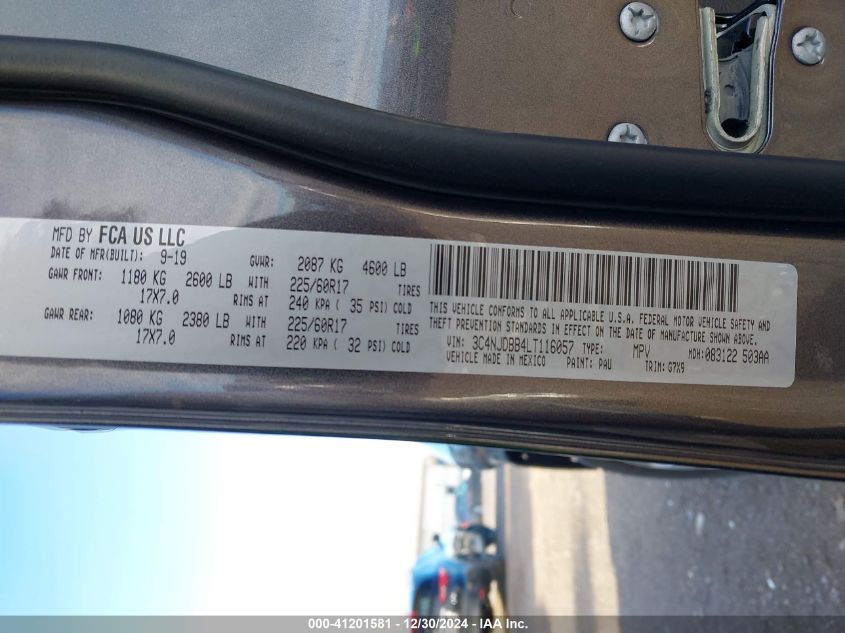 MFD BY FCA US LLC
DATE OF MFR(BUILT): 9-19 GVWR: 2087 KG 4600 LB
GAWR FRONT: 1180 KG 2600 LB WITH 225/60R17 TIRES
17X7.0 RIMS AT 240 KPA ( 35 PSI) COLD
GAWR REAR: 1080 KG 2380 LB WITH 225/60R17 TIRES
17X7.0 RIMS AT 220 KPA ( 32 PSI) COLD
THIS VEHICLE CONFORMS TO ALL APPLICABLE U.S.A. FEDERAL MOTOR VEHICLE SAFETY AND
THEFT PREVENTION STANDARDS IN EFFECT ON THE DATE OF MANUFACTURE SHOWN ABOVE.
VIN: 3C4NJDBB4LT116057 TYPE: MPV MDH: 083122 503AA
VEHICLE MADE IN MEXICO PAINT: PAU TRIM: G7X9
000-41201581 - 12/30/2024 - IAA Inc.